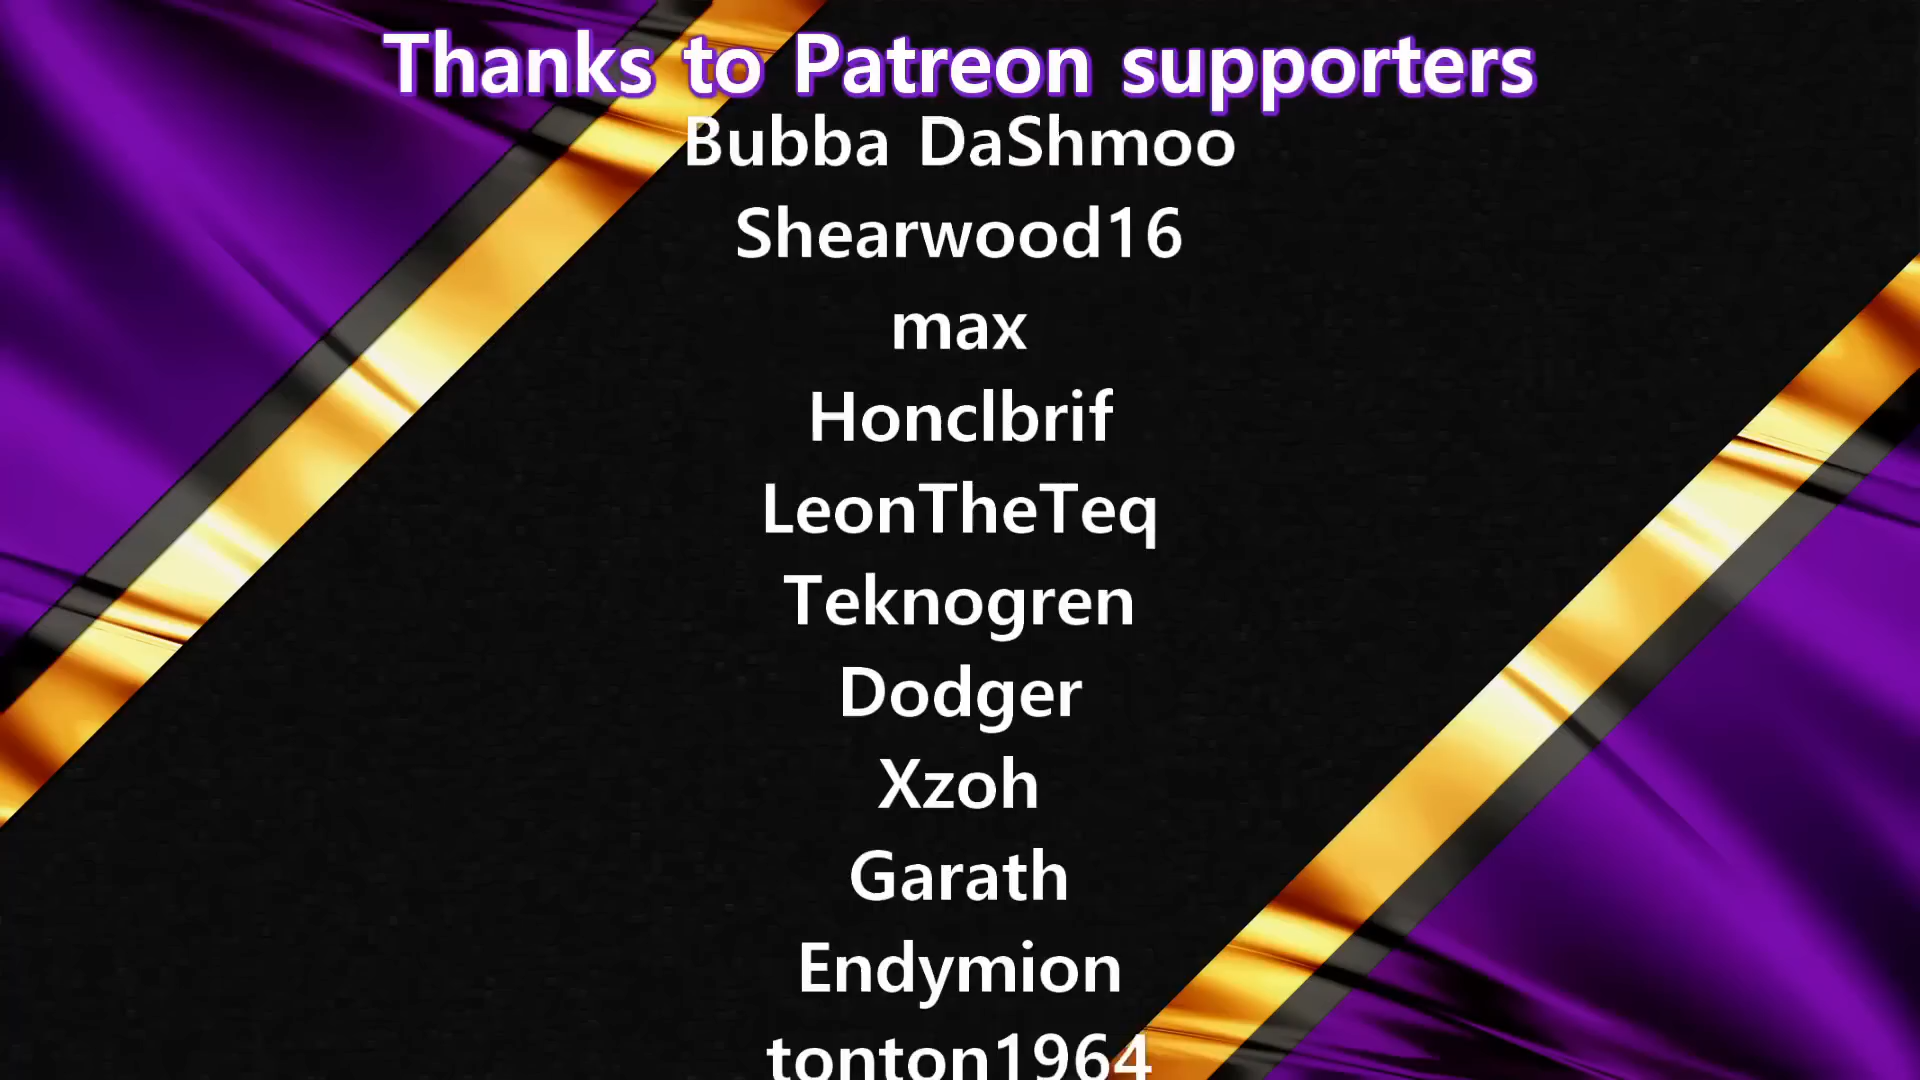 Thanks to Patreon supporters
Bubba DaShmoo
Shearwood16
max
Honclbrif
LeonTheTeq
Teknogren
Dodger
Xzoh
Garath
Endymion
tonton1964